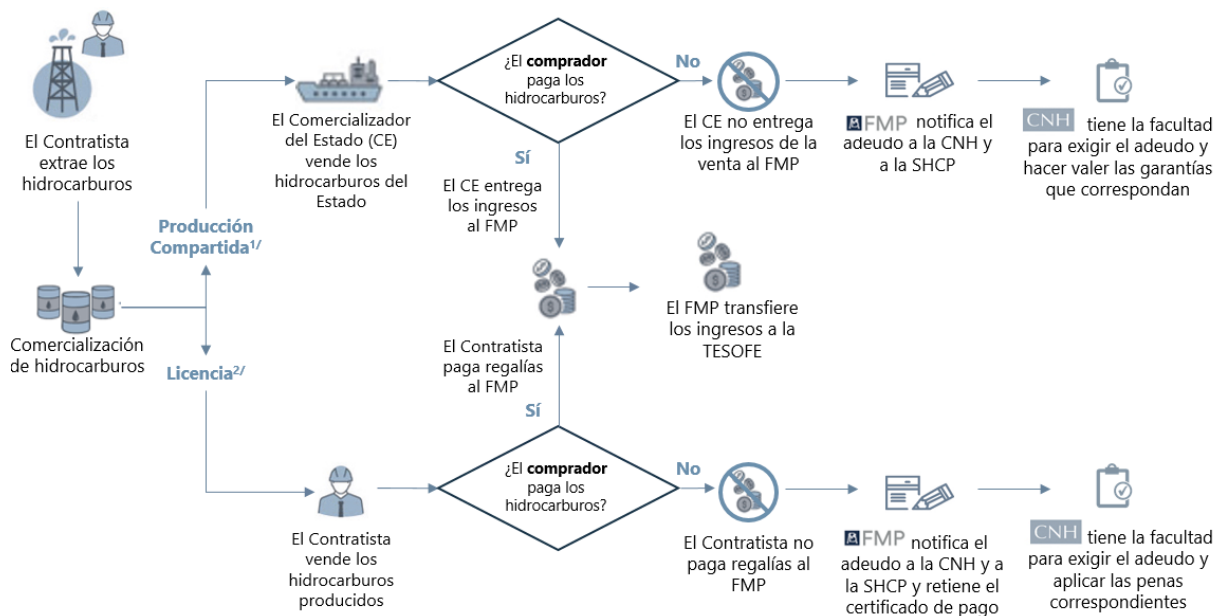 El Contratista
extrae los
hidrocarburos
Comercialización
de hidrocarburos
Producción
Compartida1/
Licencia2/
El Comercializador
del Estado (CE)
vende los
hidrocarburos del
Estado
¿El comprador
paga los
hidrocarburos?
No
El CE no entrega
los ingresos de la
venta al FMP
FMP notifica el
adeudo a la CNH y
a la SHCP
CNH tiene la facultad
para exigir el adeudo y
hacer valer las garantías
que correspondan
Sí
El CE entrega
los ingresos
al FMP
El FMP transfiere
los ingresos a la
TESOFE
El Contratista
paga regalías
al FMP
Sí
El Contratista
vende los
hidrocarburos
producidos
¿El comprador
paga los
hidrocarburos?
No
El Contratista no
paga regalías al
FMP
FMP notifica el
adeudo a la CNH y a
la SHCP y retiene el
certificado de pago
CNH tiene la facultad
para exigir el adeudo y
aplicar las penas
correspondientes